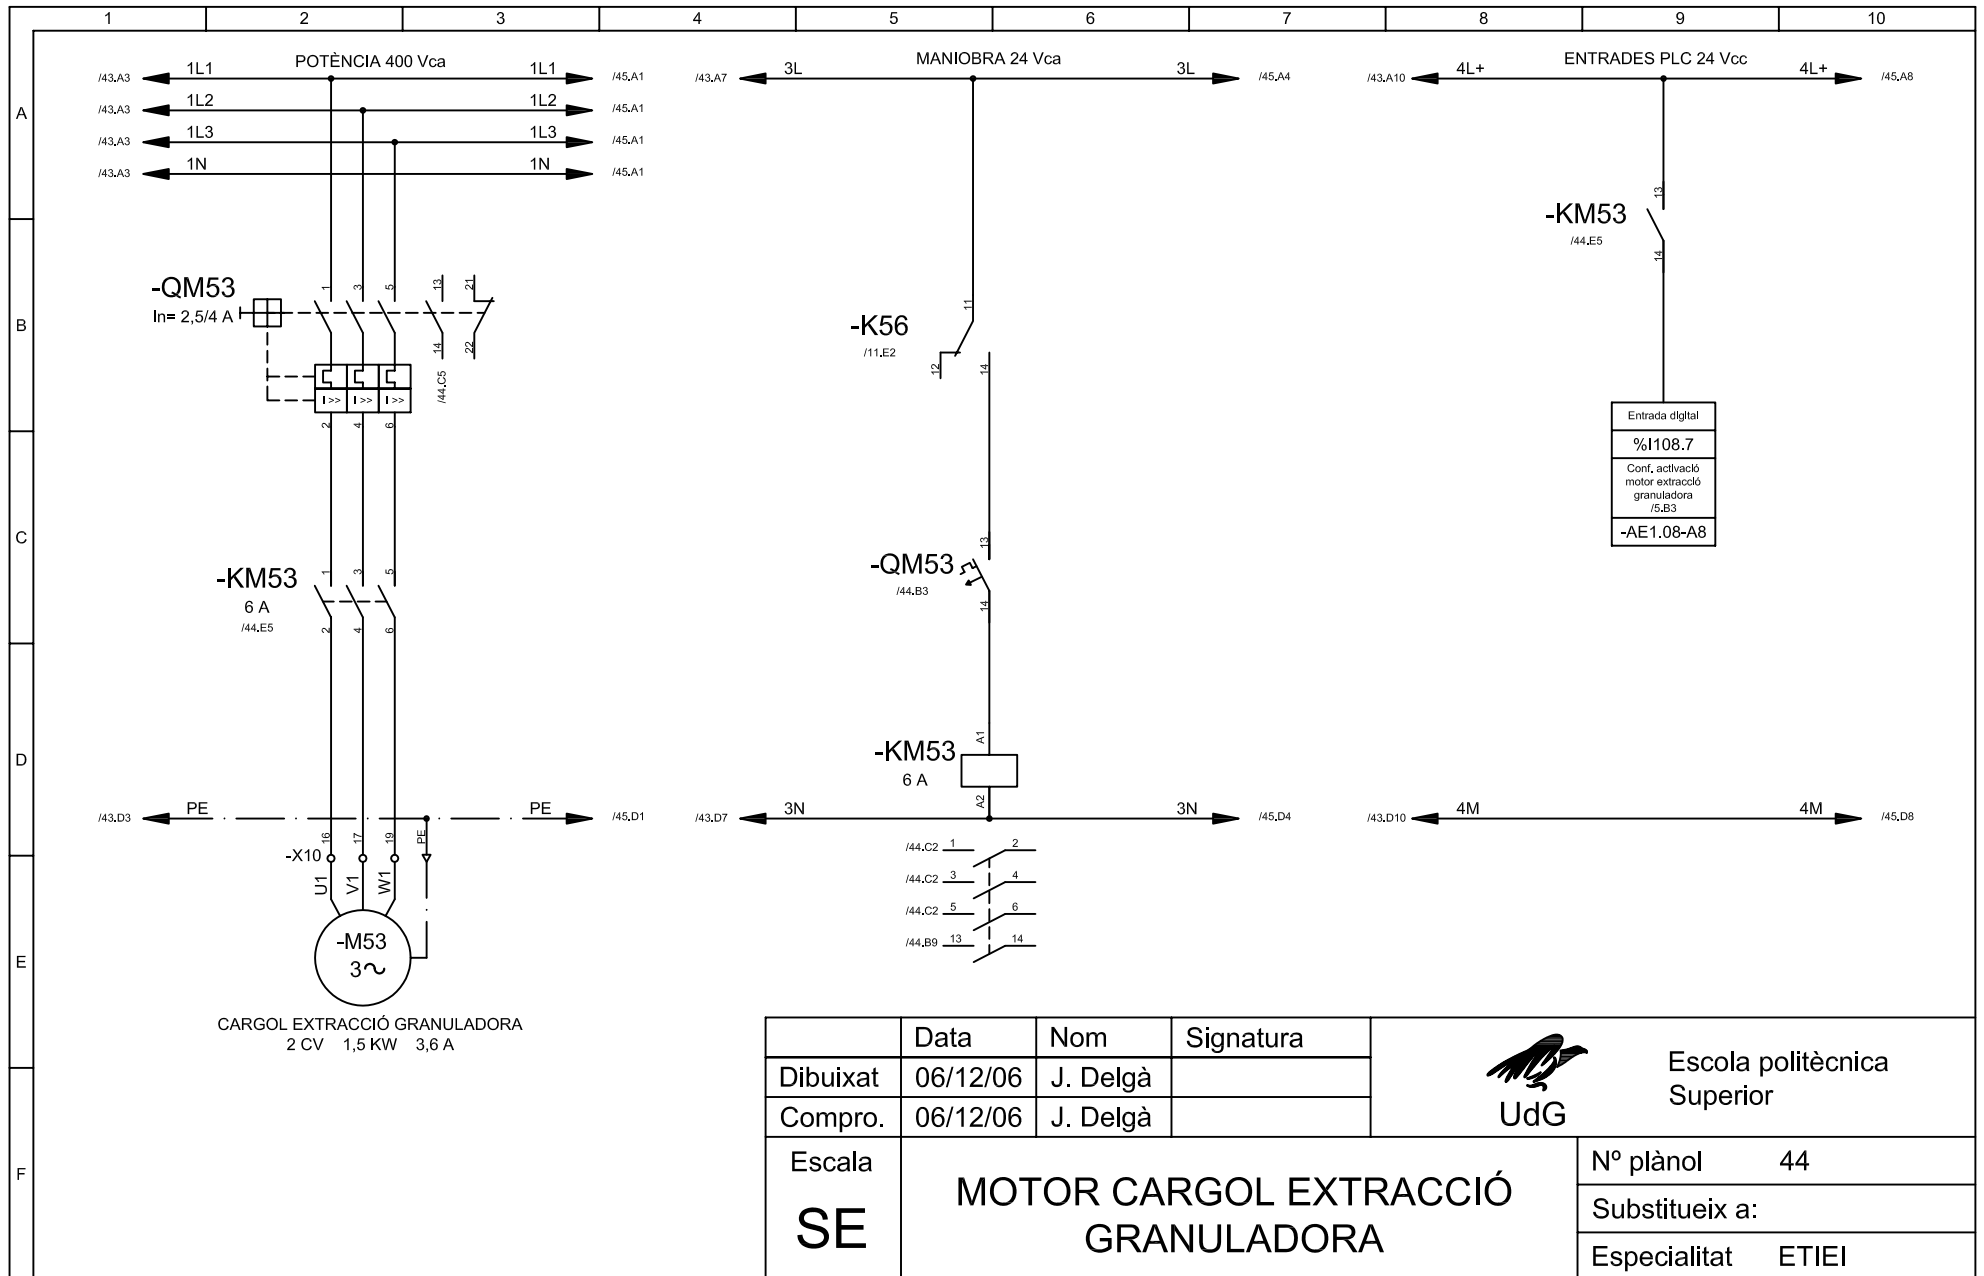 1 2 3 4 5 6 7 8 9 10
A
B
C
D
E
F
POTÈNCIA 400 Vca
/43.A3 1L1 1L1 /45.A1
/43.A3 1L2 1L2 /45.A1
/43.A3 1L3 1L3 /45.A1
/43.A3 1N 1N /45.A1
-QM53
In= 2,5/4 A
1 3 5 13 21
14 22
I >> I >> I >>
/44.C5
2 4 6
-KM53
6 A
/44.E5
1 3 5
2 4 6
/43.D3 PE PE /45.D1
16 17 19 PE
-X10
U1 V1 W1
-M53
3~
CARGOL EXTRACCIÓ GRANULADORA
2 CV 1,5 KW 3,6 A
MANIOBRA 24 Vca
/43.A7 3L 3L /45.A4
11
-K56
/11.E2
12 14
13
-QM53
/44.B3
14
A1
-KM53
6 A
A2
/43.D7 3N 3N /45.D4
/44.C2 1 2
/44.C2 3 4
/44.C2 5 6
/44.B9 13 14
ENTRADES PLC 24 Vcc
/43.A10 4L+ 4L+ /45.A8
13
-KM53
/44.E5
14
Entrada digital
%I108.7
Conf. activació
motor extracció
granuladora
/5.B3
-AE1.08-A8
/43.D10 4M 4M /45.D8
Data Nom Signatura
Dibuixat 06/12/06 J. Delgà
Compro. 06/12/06 J. Delgà
UdG
Escola politècnica
Superior
Escala
SE
MOTOR CARGOL EXTRACCIÓ
GRANULADORA
Nº plànol 44
Substitueix a:
Especialitat ETIEI